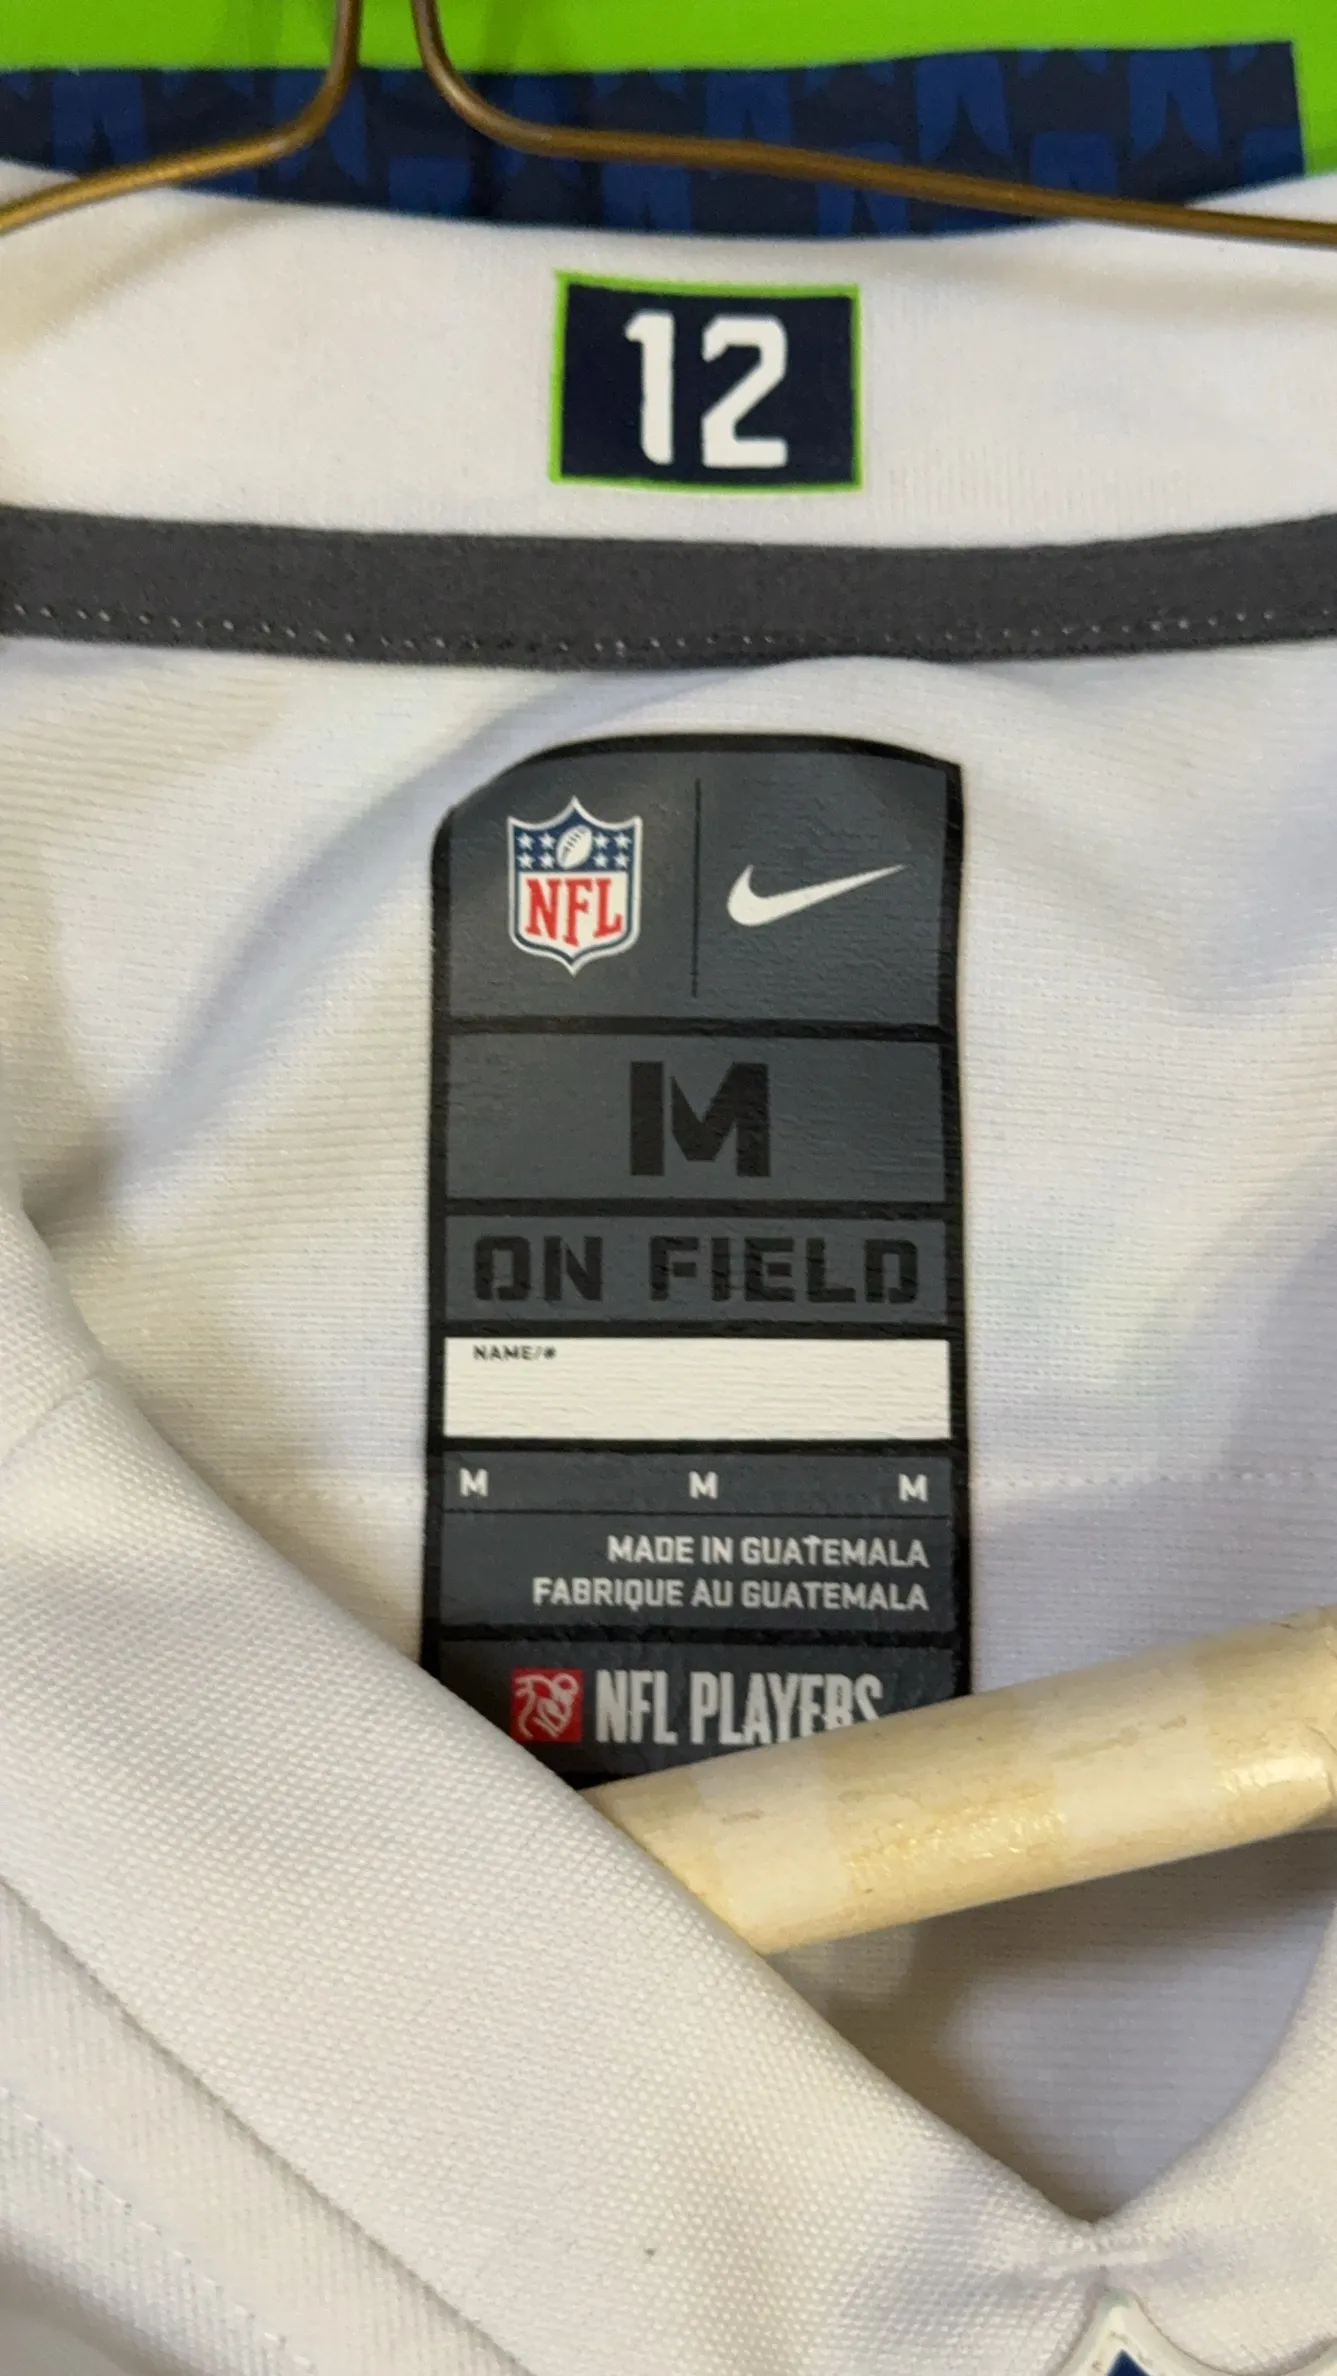 12
NFL
M
ON FIELD
NAME/#
M M M
MADE IN GUATEMALA
FABRIQUE AU GUATEMALA
NFL PLAYERS